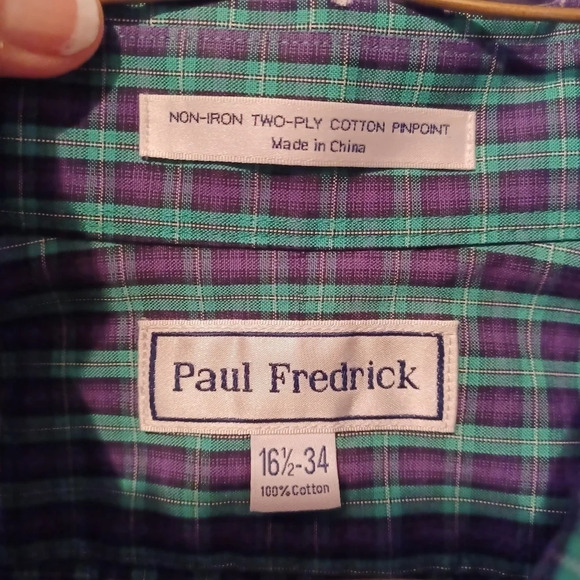 NON-IRON TWO-PLY COTTON PINPOINT
Made in China
Paul Fredrick
16½-34
100% Cotton